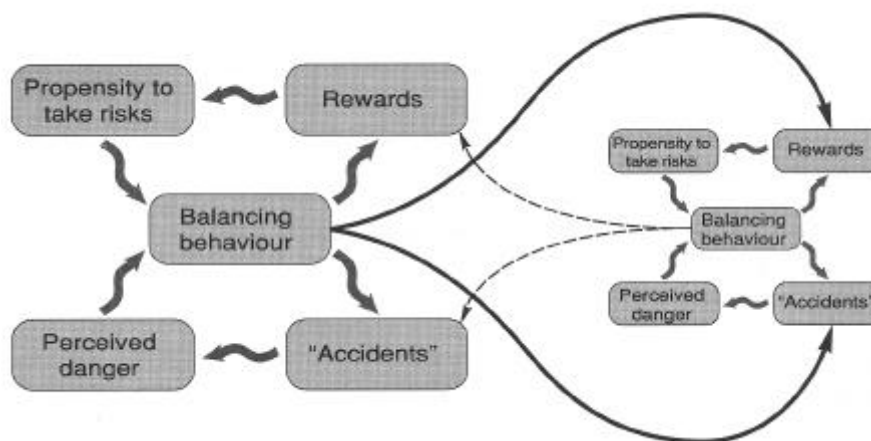 Propensity to
take risks
Rewards
Balancing
behaviour
Perceived
danger
"Accidents"
Propensity to
take risks
Rewards
Balancing
behaviour
Perceived
danger
"Accidents"